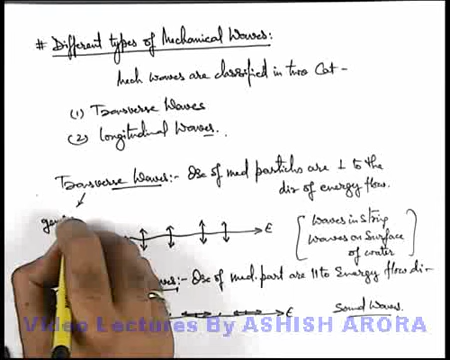 # Different types of Mechanical Waves:
Mech waves are classified in two Cat -
(1) Transverse Waves
(2) Longitudinal Waves.
Transverse Waves:- Osc of med particles are ⊥ to the
dir of energy flow.
E
Waves in String
Waves on Surface
of water
:- Osc of med. part are 11 to Energy flow dir-
E
Sound Waves.
Video Lectures By ASHISH ARORA